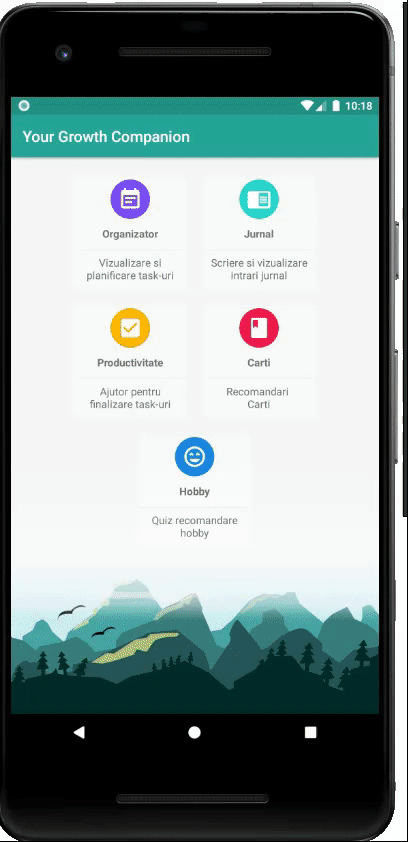 10:18
Your Growth Companion
Organizator
Vizualizare si
planificare task-uri
Jurnal
Scriere si vizualizare
intrari jurnal
Productivitate
Ajutor pentru
finalizare task-uri
Carti
Recomandari
Carti
Hobby
Quiz recomandare
hobby